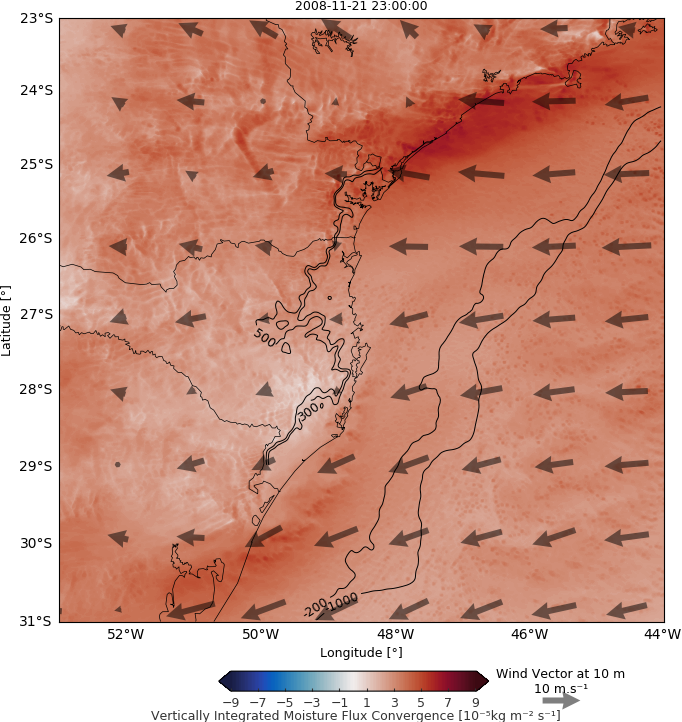 2008-11-21 23:00:00
23°S
24°S
25°S
26°S
27°S
28°S
29°S
30°S
31°S
Latitude [°]
500
300
-200
-1000
52°W 50°W 48°W 46°W 44°W
Longitude [°]
Wind Vector at 10 m
10 m.s⁻¹
−9 −7 −5 −3 −1 1 3 5 7 9
Vertically Integrated Moisture Flux Convergence [10⁻⁵kg m⁻² s⁻¹]